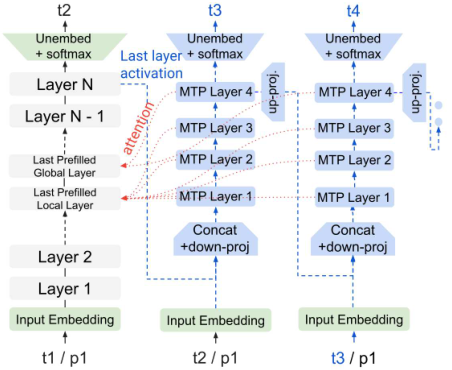 t2
Unembed
+ softmax
Layer N
Layer N - 1
Last Prefilled
Global Layer
Last Prefilled
Local Layer
Layer 2
Layer 1
Input Embedding
t1 / p1
Last layer
activation
attention
t3
Unembed
+ softmax
MTP Layer 4
up-proj.
MTP Layer 3
MTP Layer 2
MTP Layer 1
Concat
+down-proj
Input Embedding
t2 / p1
t4
Unembed
+ softmax
MTP Layer 4
up-proj.
MTP Layer 3
MTP Layer 2
MTP Layer 1
Concat
+down-proj
Input Embedding
t3 / p1